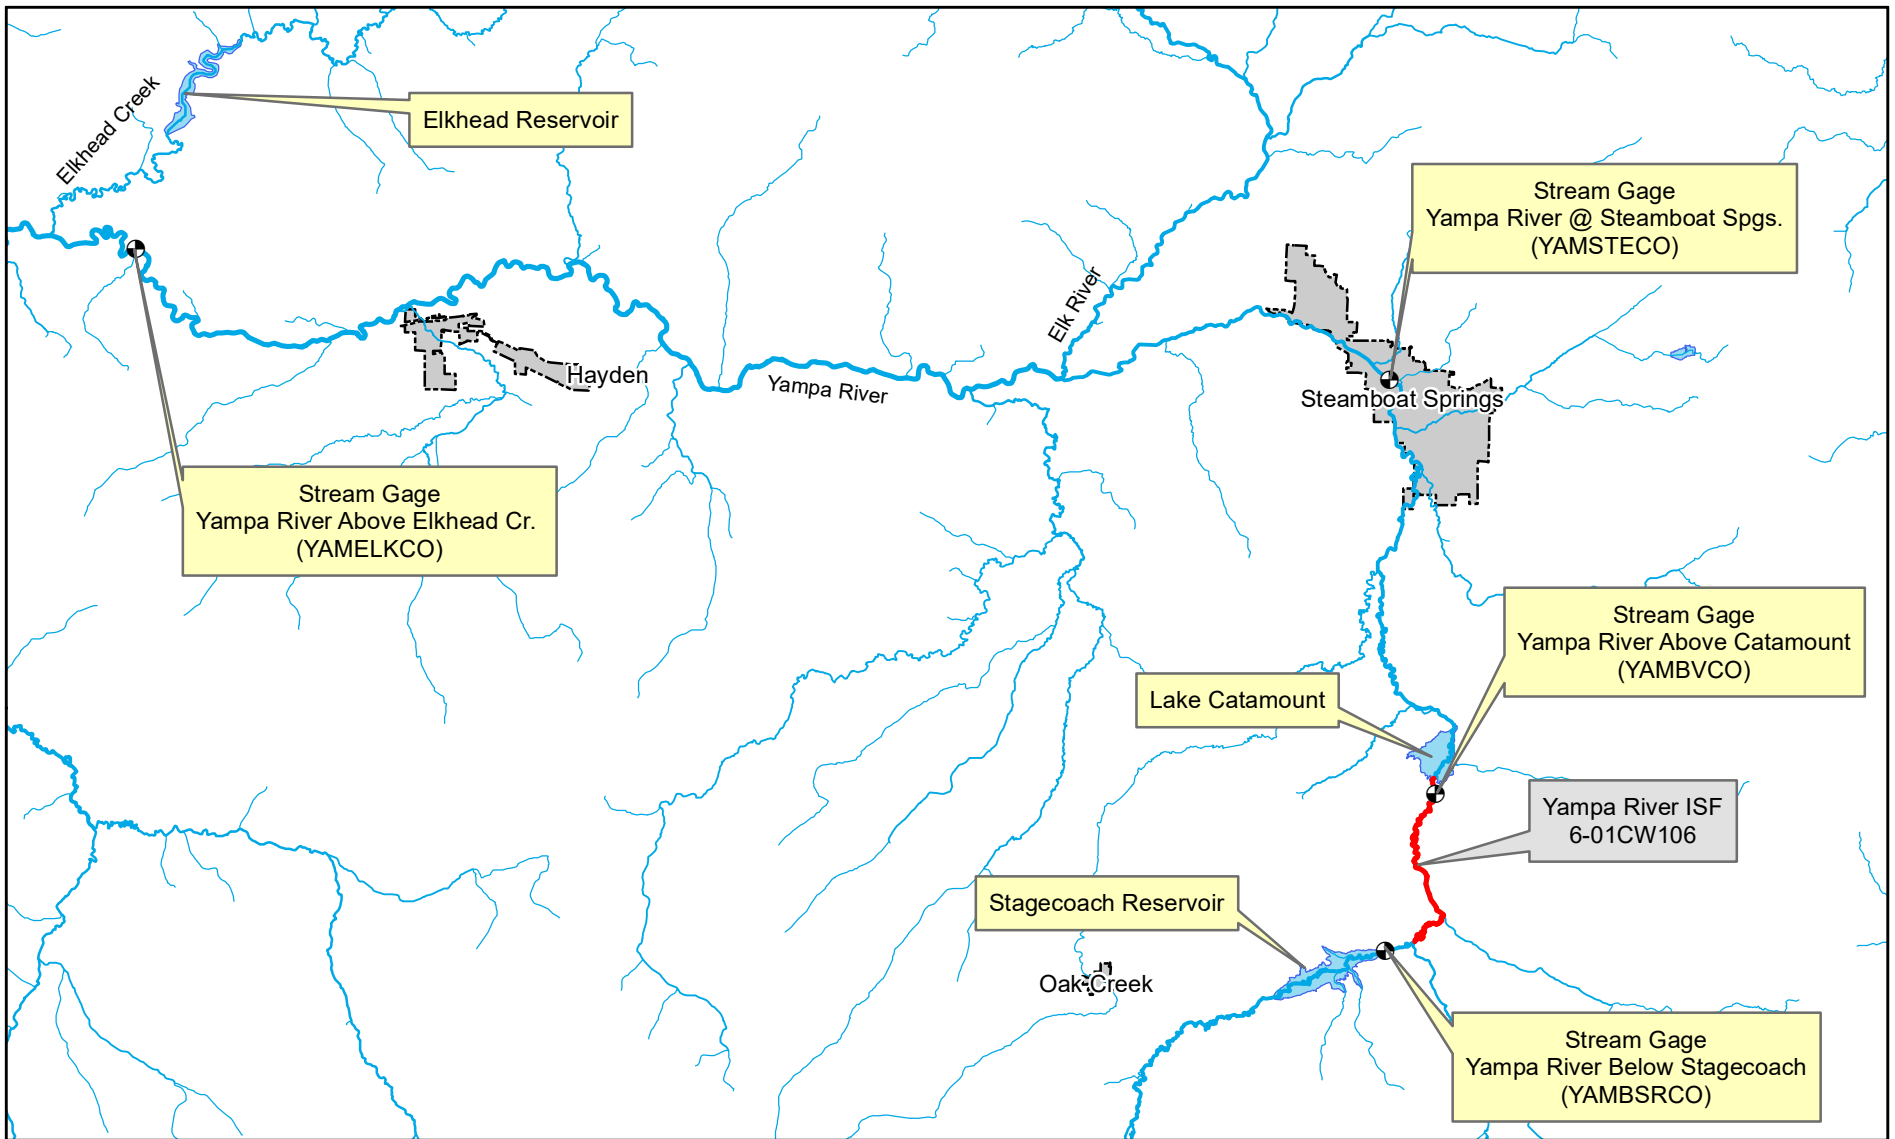 Elkhead Creek
Elkhead Reservoir
Stream Gage
Yampa River @ Steamboat Spgs.
(YAMSTECO)
Elk River
Hayden
Yampa River
Steamboat Springs
Stream Gage
Yampa River Above Elkhead Cr.
(YAMELKCO)
Stream Gage
Yampa River Above Catamount
(YAMBVCO)
Lake Catamount
Yampa River ISF
6-01CW106
Stagecoach Reservoir
Oak Creek
Stream Gage
Yampa River Below Stagecoach
(YAMBSRCO)